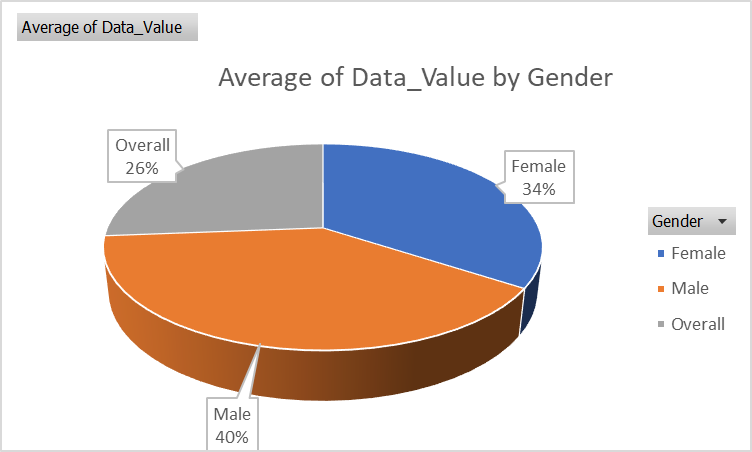 Average of Data_Value
Average of Data_Value by Gender
Overall
26%
Female
34%
Male
40%
Gender
Female
Male
Overall